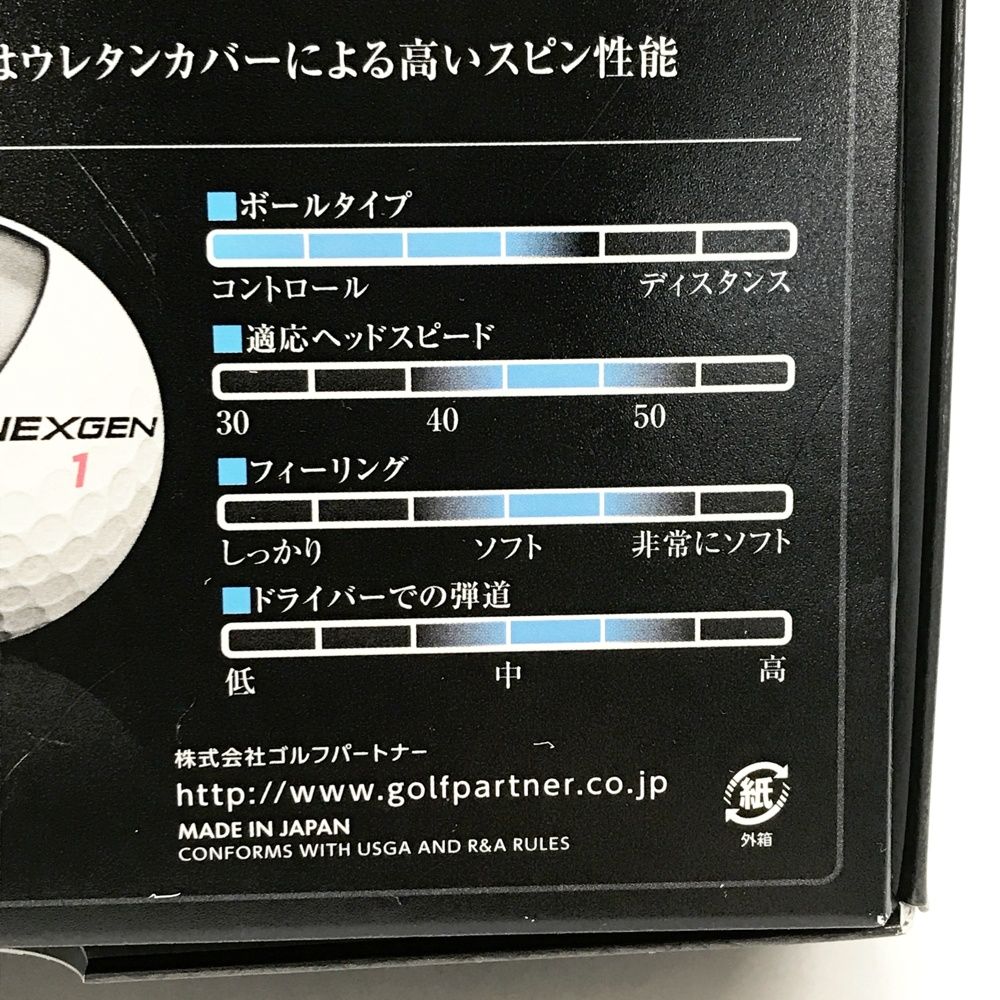 はウレタンカバーによる高いスピン性能
ボールタイプ
コントロール ディスタンス
適応ヘッドスピード
30 40 50
NEXGEN
1
フィーリング
しっかり ソフト 非常にソフト
ドライバーでの弾道
低 中 高
株式会社ゴルフパートナー
http://www.golfpartner.co.jp
MADE IN JAPAN
CONFORMS WITH USGA AND R&A RULES
紙
外箱